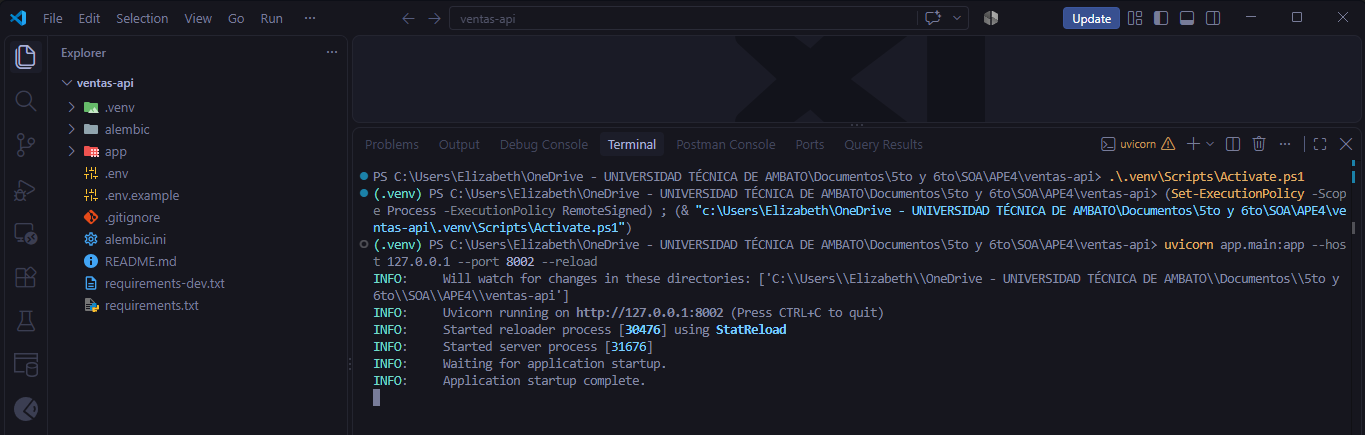 File Edit Selection View Go Run ···
ventas-api
Update
Explorer ···
ventas-api
.venv
alembic
app
.env
.env.example
.gitignore
alembic.ini
README.md
requirements-dev.txt
requirements.txt
Problems Output Debug Console Terminal Postman Console Ports Query Results
uvicorn
PS C:\Users\Elizabeth\OneDrive - UNIVERSIDAD TÉCNICA DE AMBATO\Documentos\5to y 6to\SOA\APE4\ventas-api> .\.venv\Scripts\Activate.ps1
(.venv) PS C:\Users\Elizabeth\OneDrive - UNIVERSIDAD TÉCNICA DE AMBATO\Documentos\5to y 6to\SOA\APE4\ventas-api> (Set-ExecutionPolicy -Scop
e Process -ExecutionPolicy RemoteSigned) ; (& "c:\Users\Elizabeth\OneDrive - UNIVERSIDAD TÉCNICA DE AMBATO\Documentos\5to y 6to\SOA\APE4\ve
ntas-api\.venv\Scripts\Activate.ps1")
(.venv) PS C:\Users\Elizabeth\OneDrive - UNIVERSIDAD TÉCNICA DE AMBATO\Documentos\5to y 6to\SOA\APE4\ventas-api> uvicorn app.main:app --hos
t 127.0.0.1 --port 8002 --reload
INFO: Will watch for changes in these directories: ['C:\\Users\\Elizabeth\\OneDrive - UNIVERSIDAD TÉCNICA DE AMBATO\\Documentos\\5to y
6to\\SOA\\APE4\\ventas-api']
INFO: Uvicorn running on http://127.0.0.1:8002 (Press CTRL+C to quit)
INFO: Started reloader process [30476] using StatReload
INFO: Started server process [31676]
INFO: Waiting for application startup.
INFO: Application startup complete.